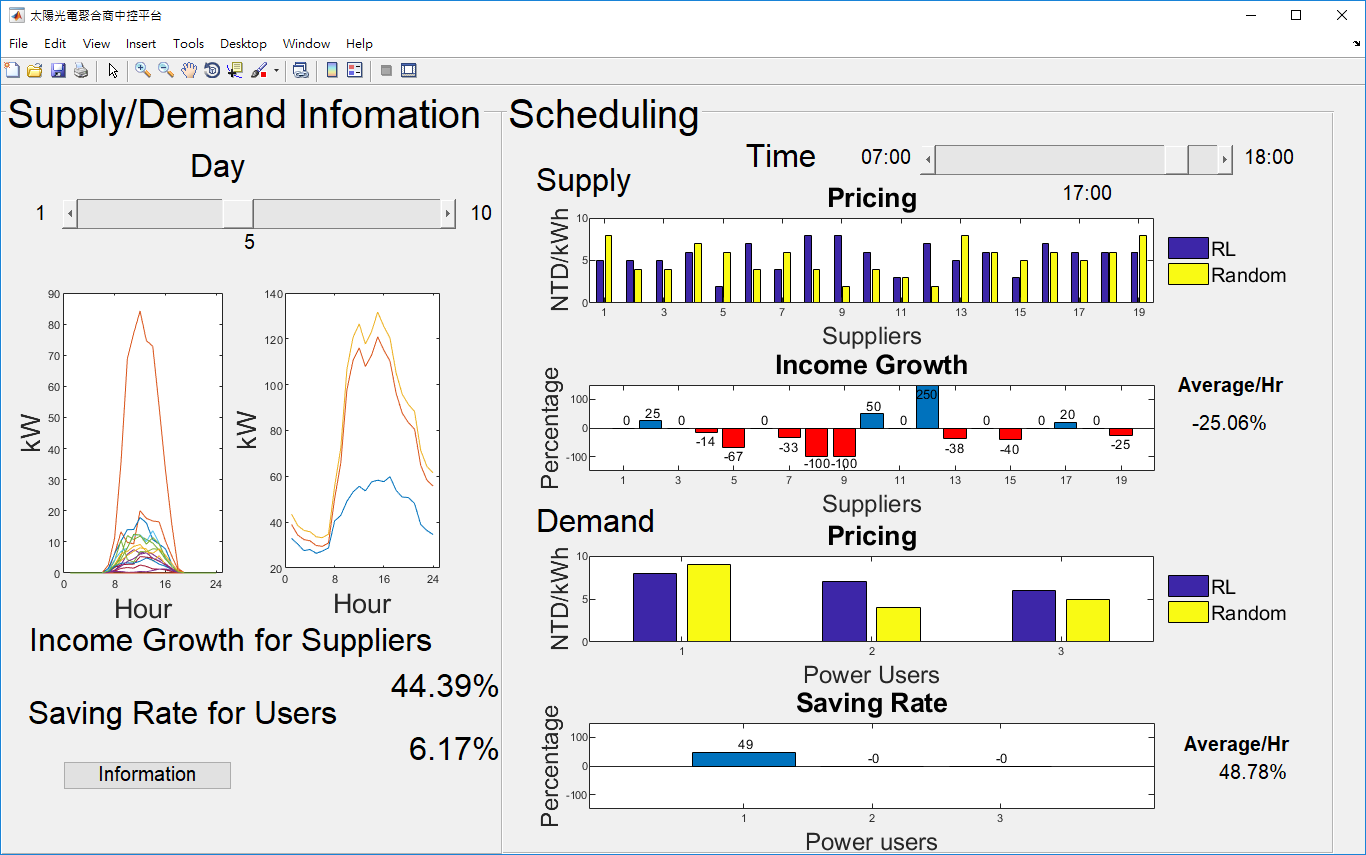 太陽光電聚合商中控平台
File Edit View Insert Tools Desktop Window Help
Supply/Demand Infomation
Day
1
10
5
90
80
70
60
50
40
30
20
10
0
kW
0 8 16 24
Hour
140
120
100
80
60
40
20
kW
0 8 16 24
Hour
Income Growth for Suppliers
44.39%
Saving Rate for Users
6.17%
Information
Scheduling
Time
07:00
18:00
17:00
Supply
Pricing
NTD/kWh
10
5
0
1 3 5 7 9 11 13 15 17 19
Suppliers
RL
Random
Income Growth
Percentage
100
0
-100
0 25 0 -14 -67 0 -33 -100 -100 50 0 250 -38 0 -40 0 20 0 -25
1 3 5 7 9 11 13 15 17 19
Suppliers
Average/Hr
-25.06%
Demand
Pricing
NTD/kWh
10
5
0
1 2 3
Power Users
RL
Random
Saving Rate
Percentage
100
0
-100
49 -0 -0
1 2 3
Power users
Average/Hr
48.78%